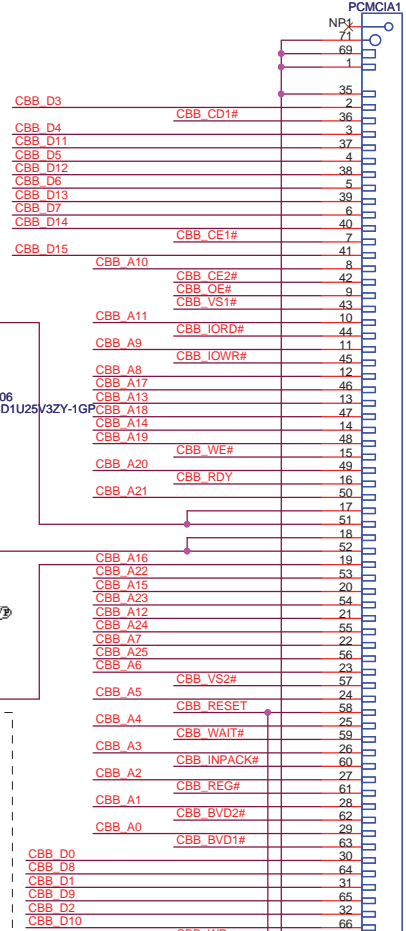 PCMCIA1
NP1
71
69
1
35
CBB_D3 2
CBB_CD1# 36
CBB_D4 3
CBB_D11 37
CBB_D5 4
CBB_D12 38
CBB_D6 5
CBB_D13 39
CBB_D7 6
CBB_D14 40
CBB_CE1# 7
CBB_D15 41
CBB_A10 8
CBB_CE2# 42
CBB_OE# 9
CBB_VS1# 43
CBB_A11 10
CBB_IORD# 44
CBB_A9 11
CBB_IOWR# 45
CBB_A8 12
CBB_A17 46
06 CBB_A13 13
D1U25V3ZY-1GP CBB_A18 47
CBB_A14 14
CBB_A19 48
CBB_WE# 15
CBB_A20 49
CBB_RDY 16
CBB_A21 50
17
51
18
52
CBB_A16 19
CBB_A22 53
CBB_A15 20
CBB_A23 54
CBB_A12 21
CBB_A24 55
CBB_A7 22
CBB_A25 56
CBB_A6 23
CBB_VS2# 57
CBB_A5 24
CBB_RESET 58
CBB_A4 25
CBB_WAIT# 59
CBB_A3 26
CBB_INPACK# 60
CBB_A2 27
CBB_REG# 61
CBB_A1 28
CBB_BVD2# 62
CBB_A0 29
CBB_BVD1# 63
CBB_D0 30
CBB_D8 64
CBB_D1 31
CBB_D9 65
CBB_D2 32
CBB_D10 66